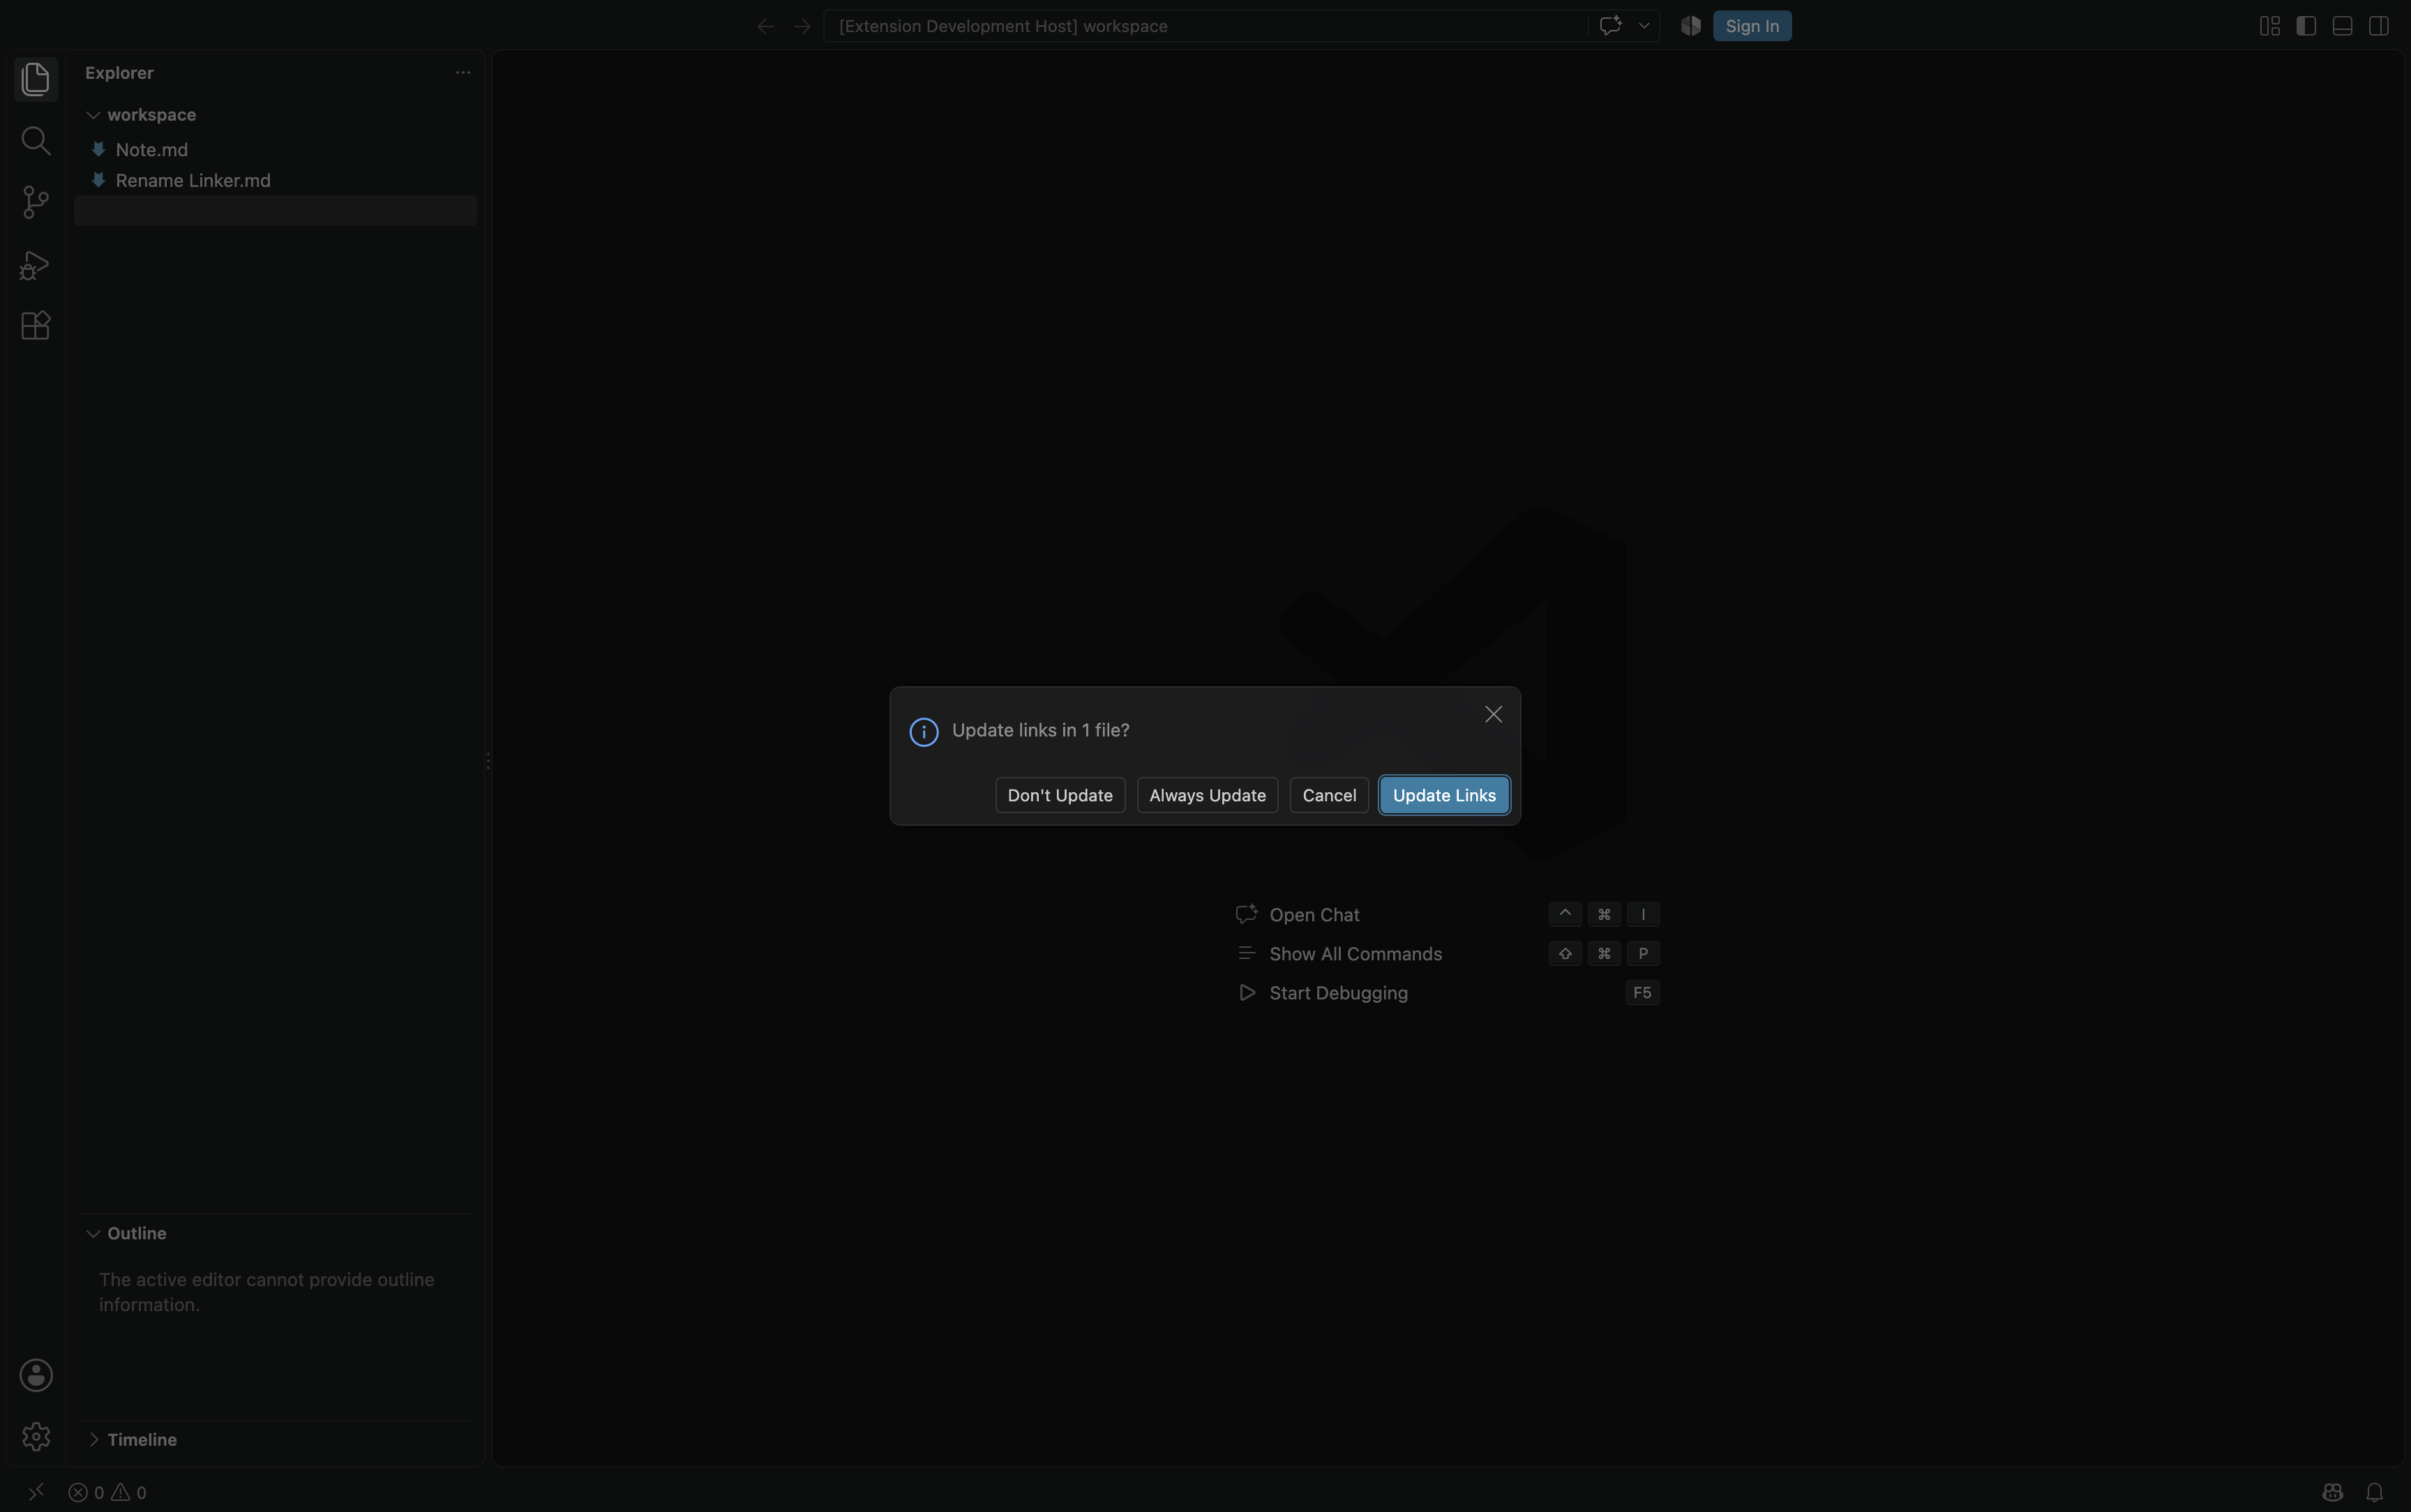 [Extension Development Host] workspace
Sign In
Explorer
workspace
Note.md
Rename Linker.md
Update links in 1 file?
Don't Update
Always Update
Cancel
Update Links
Open Chat ^ ⌘ I
Show All Commands ⇧ ⌘ P
Start Debugging F5
Outline
The active editor cannot provide outline
information.
Timeline
0 0